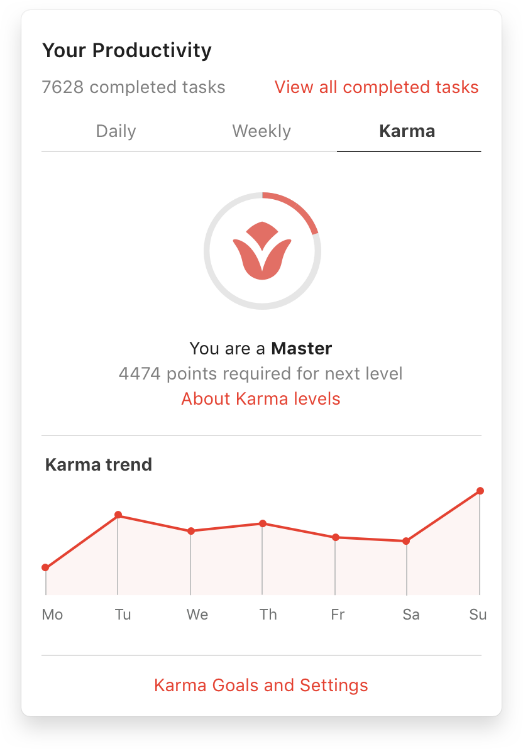 Your Productivity
7628 completed tasks View all completed tasks
Daily Weekly Karma
You are a Master
4474 points required for next level
About Karma levels
Karma trend
Mo Tu We Th Fr Sa Su
Karma Goals and Settings